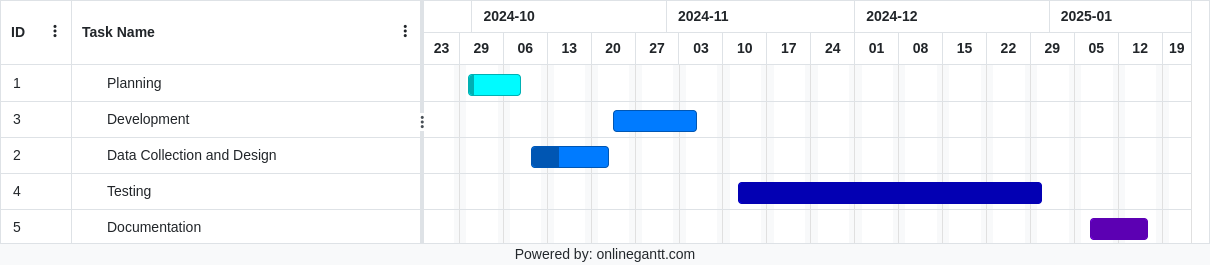 ID Task Name 2024-10 2024-11 2024-12 2025-01
23 29 06 13 20 27 03 10 17 24 01 08 15 22 29 05 12 19
1 Planning
3 Development
2 Data Collection and Design
4 Testing
5 Documentation
Powered by: onlinegantt.com